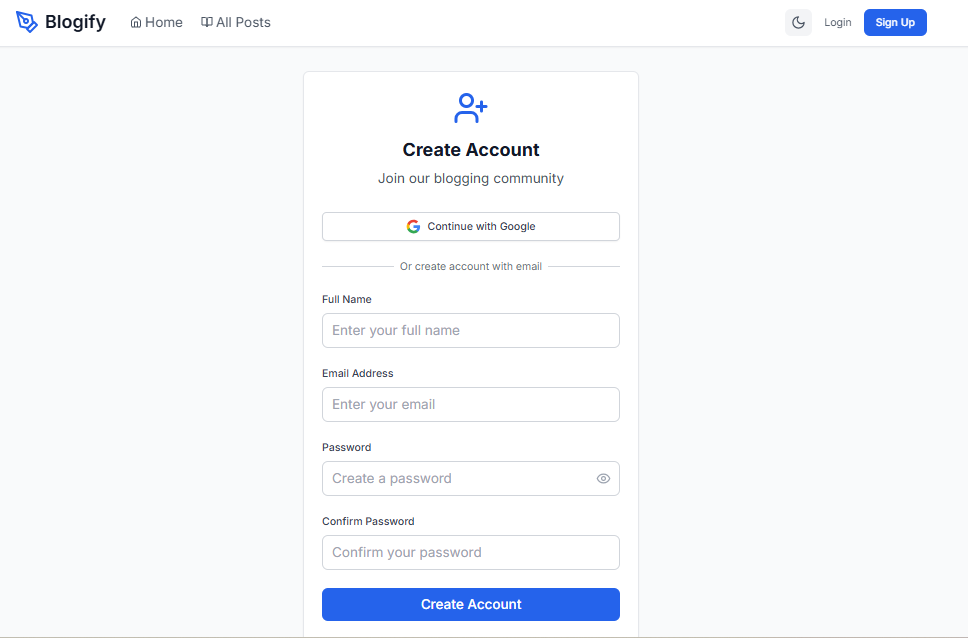 Blogify Home All Posts Login Sign Up
Create Account
Join our blogging community
Continue with Google
Or create account with email
Full Name
Enter your full name
Email Address
Enter your email
Password
Create a password
Confirm Password
Confirm your password
Create Account